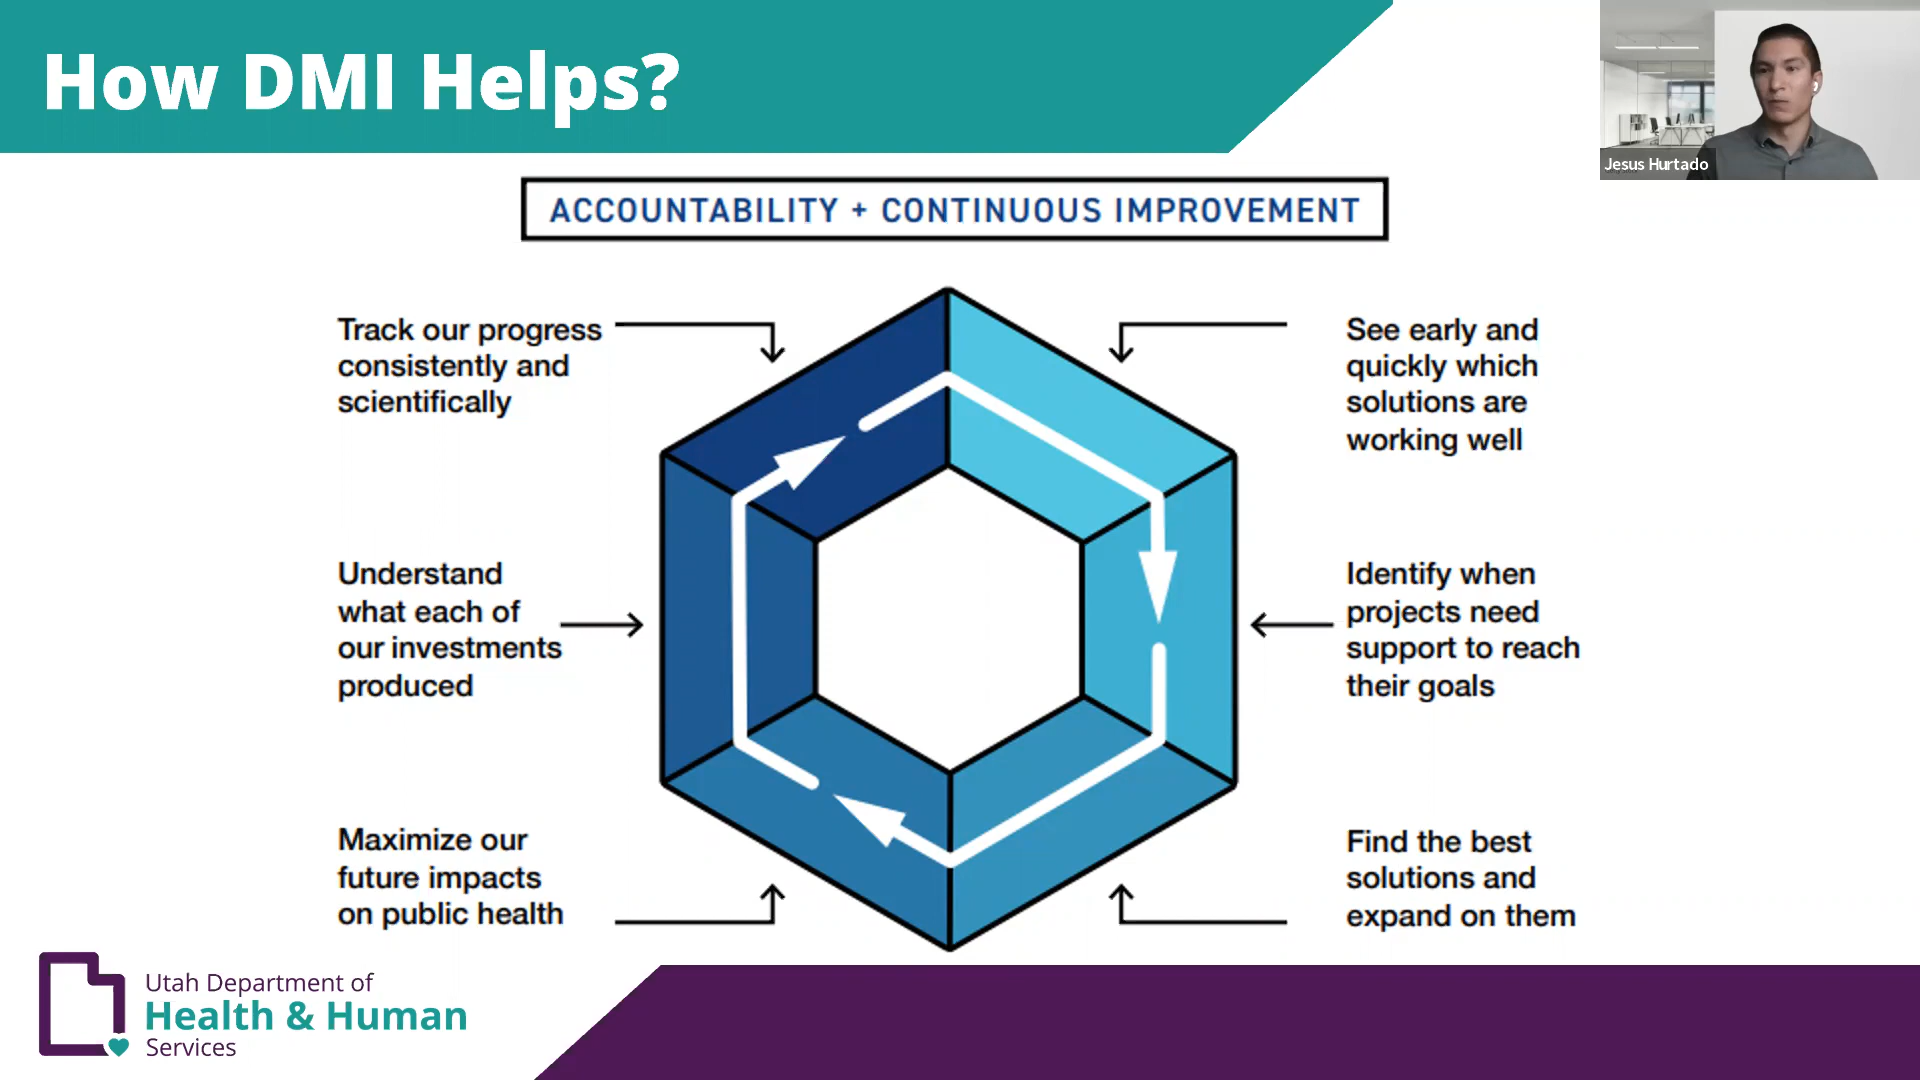 How DMI Helps?
Jesus Hurtado
ACCOUNTABILITY + CONTINUOUS IMPROVEMENT
Track our progress
consistently and
scientifically
See early and
quickly which
solutions are
working well
Understand
what each of
our investments
produced
Identify when
projects need
support to reach
their goals
Maximize our
future impacts
on public health
Find the best
solutions and
expand on them
Utah Department of
Health & Human
Services